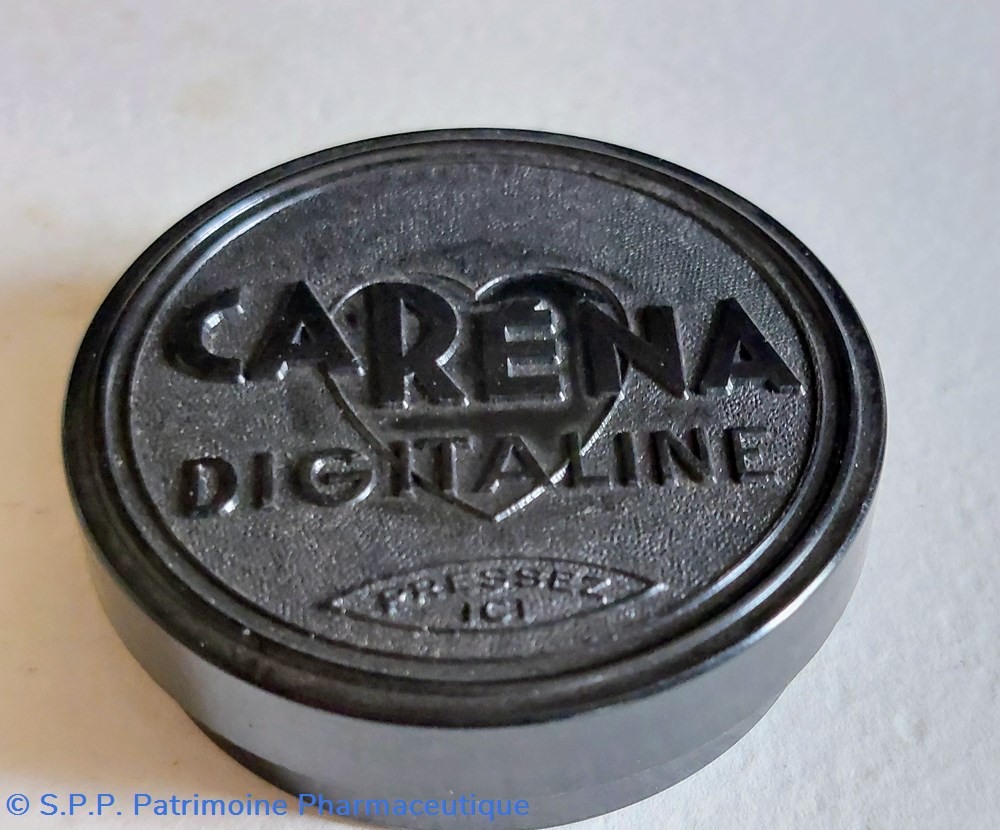 CARENA
DIGITALINE
PRESSEZ
ICI
© S.P.P. Patrimoine Pharmaceutique